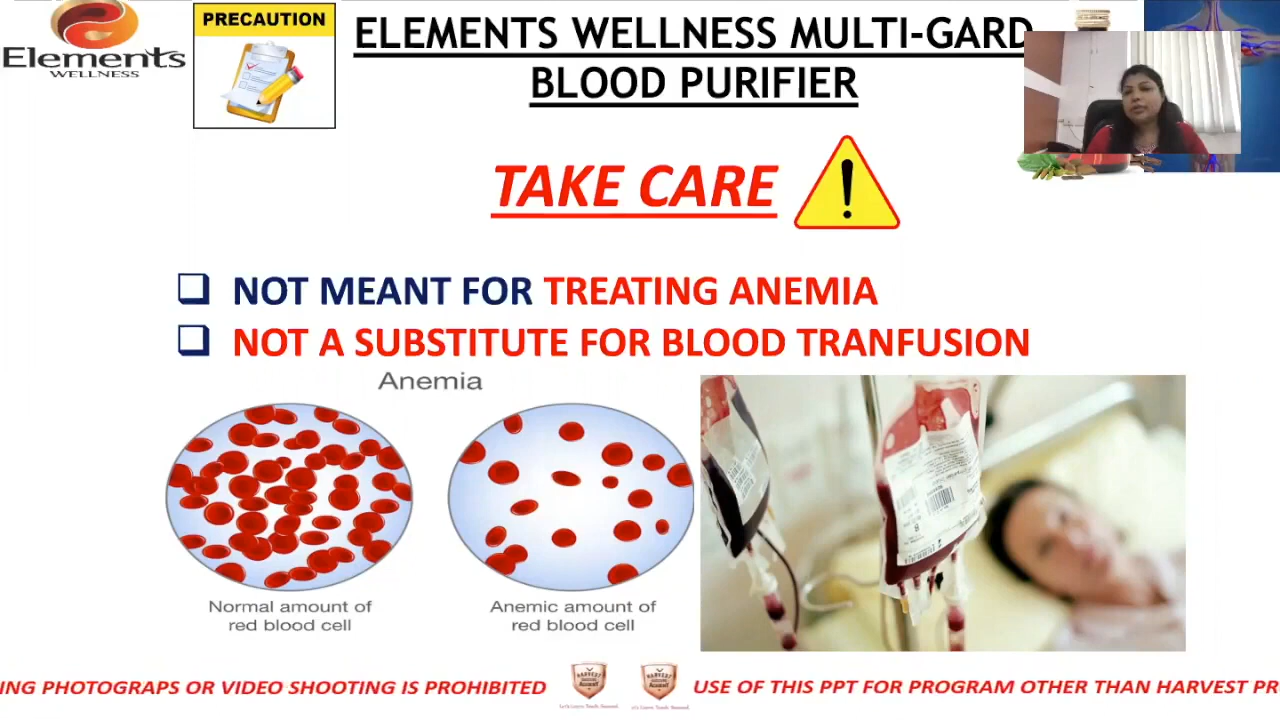 Elements
WELLNESS
PRECAUTION
ELEMENTS WELLNESS MULTI-GARD
BLOOD PURIFIER
TAKE CARE
NOT MEANT FOR TREATING ANEMIA
NOT A SUBSTITUTE FOR BLOOD TRANFUSION
Anemia
Normal amount of
red blood cell
Anemic amount of
red blood cell
ING PHOTOGRAPS OR VIDEO SHOOTING IS PROHIBITED
HARVEST
USE OF THIS PPT FOR PROGRAM OTHER THAN HARVEST PR